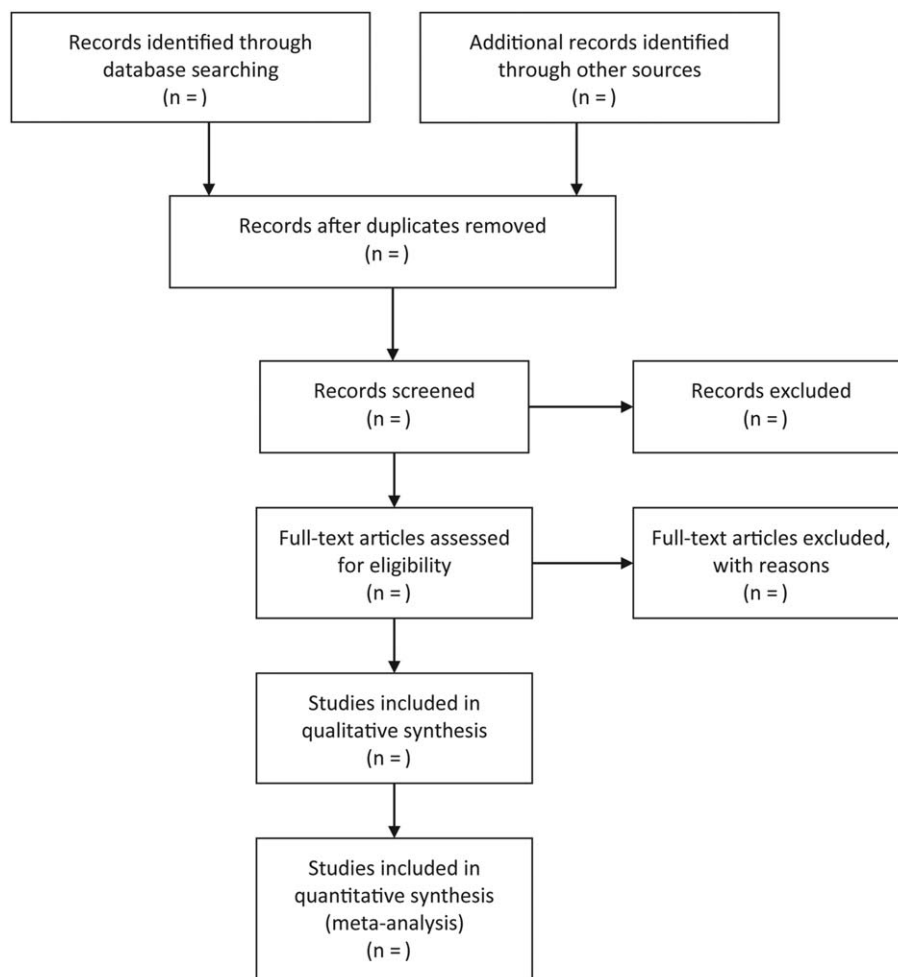 Records identified through
database searching
(n = )
Additional records identified
through other sources
(n = )
Records after duplicates removed
(n = )
Records screened
(n = )
Records excluded
(n = )
Full-text articles assessed
for eligibility
(n = )
Full-text articles excluded,
with reasons
(n = )
Studies included in
qualitative synthesis
(n = )
Studies included in
quantitative synthesis
(meta-analysis)
(n = )